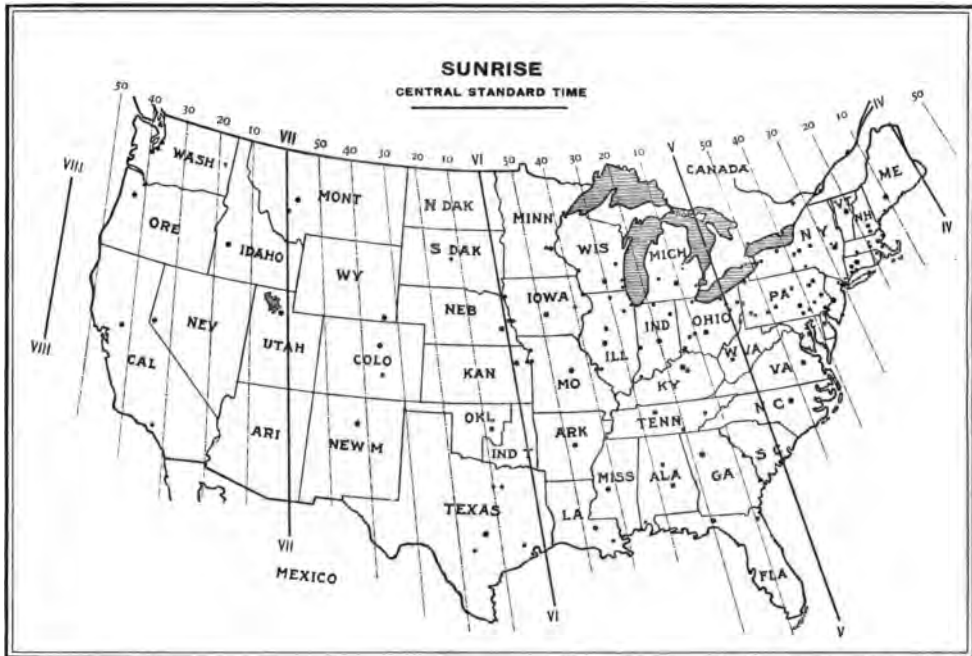 SUNRISE
CENTRAL STANDARD TIME
50 40 30 20 10 VII 50 40 30 20 10 VI 50 40 30 20 10 V 50 40 30 20 10 IV 50
VIII
WASH
MONT
N DAK
MINN
CANADA
ME
VT
NH
ORE
IDAHO
WY
S DAK
WIS
MICH
N Y
IV
VIII
NEV
UTAH
COLO
NEB
IOWA
ILL
IND
OHIO
PA
CAL
KAN
MO
KY
W VA
VA
ARI
NEW M
OKL
IND T
ARK
TENN
N C
S C
TEXAS
LA
MISS
ALA
GA
VII
MEXICO
FLA
VI
V